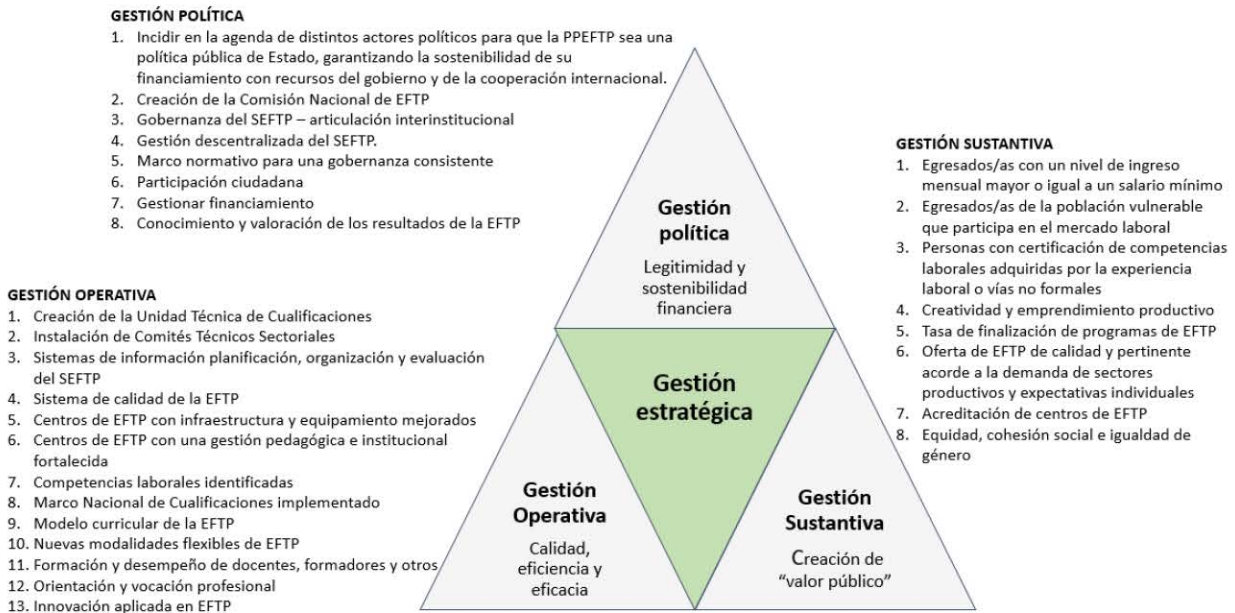 GESTIÓN POLÍTICA
1. Incidir en la agenda de distintos actores políticos para que la PPEFTP sea una
política pública de Estado, garantizando la sostenibilidad de su
financiamiento con recursos del gobierno y de la cooperación internacional.
2. Creación de la Comisión Nacional de EFTP
3. Gobernanza del SEFTP – articulación interinstitucional
4. Gestión descentralizada del SEFTP.
5. Marco normativo para una gobernanza consistente
6. Participación ciudadana
7. Gestionar financiamiento
8. Conocimiento y valoración de los resultados de la EFTP
GESTIÓN OPERATIVA
1. Creación de la Unidad Técnica de Cualificaciones
2. Instalación de Comités Técnicos Sectoriales
3. Sistemas de información planificación, organización y evaluación
del SEFTP
4. Sistema de calidad de la EFTP
5. Centros de EFTP con infraestructura y equipamiento mejorados
6. Centros de EFTP con una gestión pedagógica e institucional
fortalecida
7. Competencias laborales identificadas
8. Marco Nacional de Cualificaciones implementado
9. Modelo curricular de la EFTP
10. Nuevas modalidades flexibles de EFTP
11. Formación y desempeño de docentes, formadores y otros
12. Orientación y vocación profesional
13. Innovación aplicada en EFTP
Gestión
política
Legitimidad y
sostenibilidad
financiera
Gestión
estratégica
Gestión
Operativa
Calidad,
eficiencia y
eficacia
Gestión
Sustantiva
Creación de
“valor público”
GESTIÓN SUSTANTIVA
1. Egresados/as con un nivel de ingreso
mensual mayor o igual a un salario mínimo
2. Egresados/as de la población vulnerable
que participa en el mercado laboral
3. Personas con certificación de competencias
laborales adquiridas por la experiencia
laboral o vías no formales
4. Creatividad y emprendimiento productivo
5. Tasa de finalización de programas de EFTP
6. Oferta de EFTP de calidad y pertinente
acorde a la demanda de sectores
productivos y expectativas individuales
7. Acreditación de centros de EFTP
8. Equidad, cohesión social e igualdad de
género